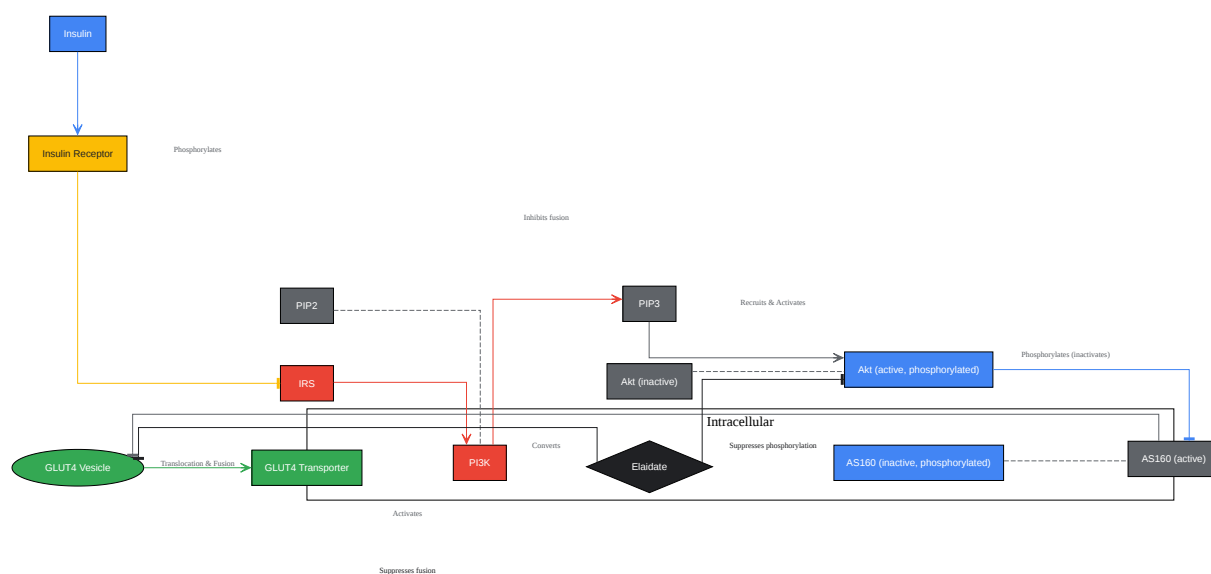 Insulin
Phosphorylates
Insulin Receptor
Inhibits fusion
PIP2
PIP3
Recruits & Activates
Phosphorylates (inactivates)
Akt (active, phosphorylated)
IRS
Akt (inactive)
Intracellular
Converts
Suppresses phosphorylation
GLUT4 Vesicle
Translocation & Fusion
GLUT4 Transporter
PI3K
Elaidate
AS160 (inactive, phosphorylated)
AS160 (active)
Activates
Suppresses fusion